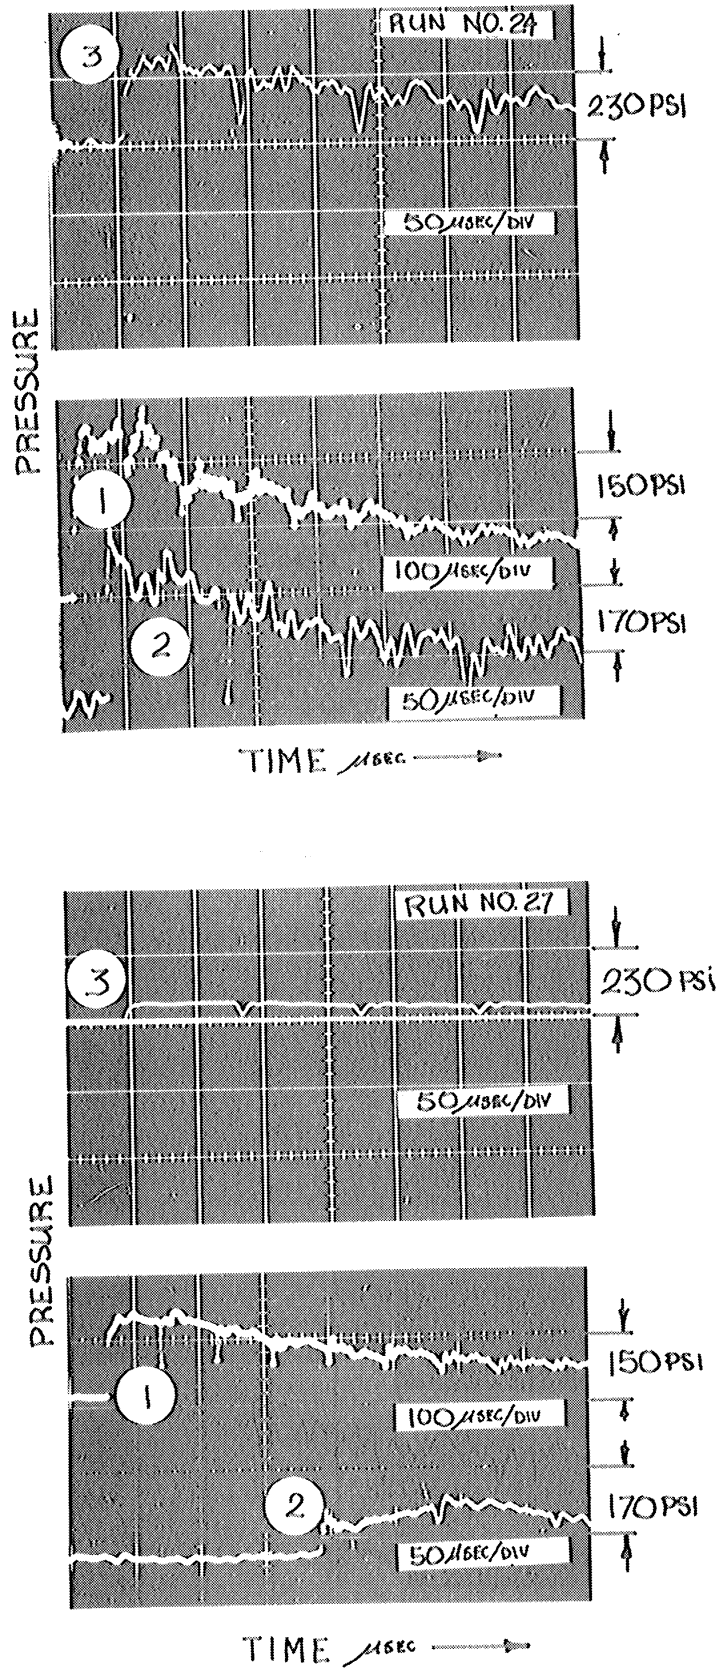 RUN NO. 24
3
230 PSI
50 μSEC/DIV
PRESSURE
1
150 PSI
100 μSEC/DIV
2
170 PSI
50 μSEC/DIV
TIME μSEC
RUN NO. 27
3
230 PSi
50 μSEC/DIV
PRESSURE
1
150 PSI
100 μSEC/DIV
2
170 PSI
50 μSEC/DIV
TIME μSEC